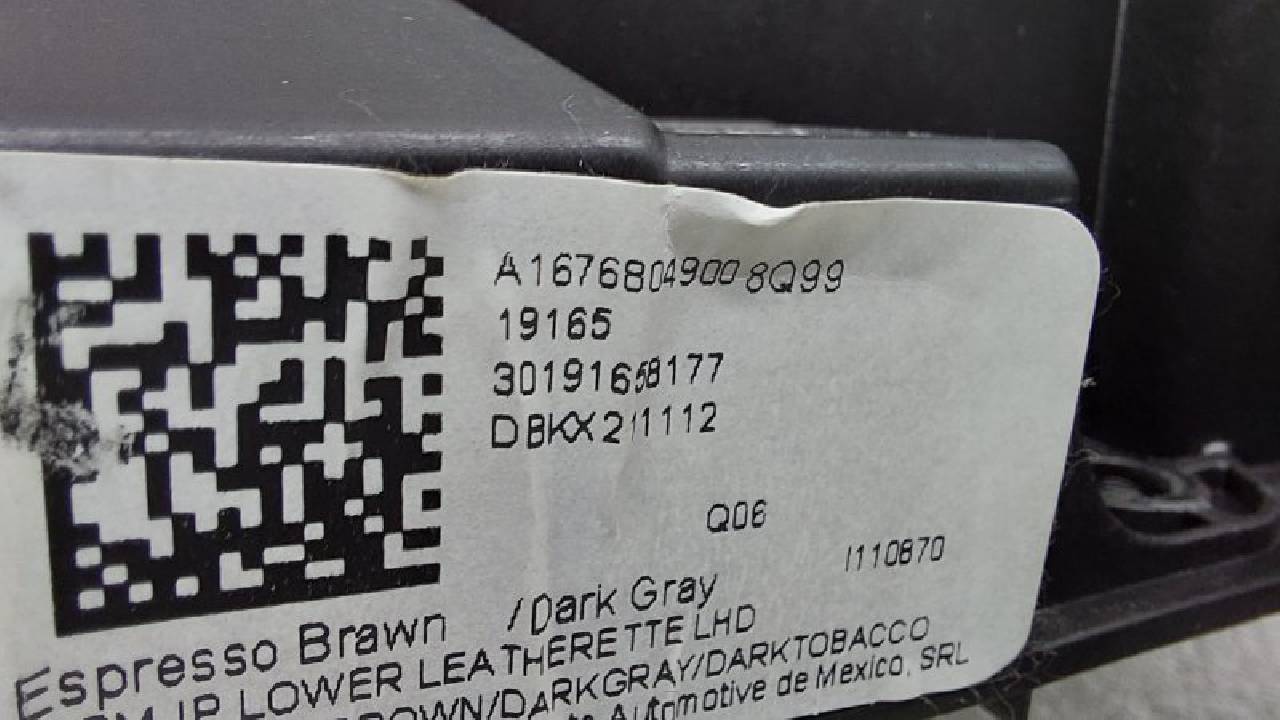 A1676804900 8Q99
19165
30191658177
DBKX211112
Q06
I110870
Espresso Brawn /Dark Gray
IP LOWER LEATHERETTE LHD
/DARKGRAY/DARKTOBACCO
Automotive de Mexico, SRL